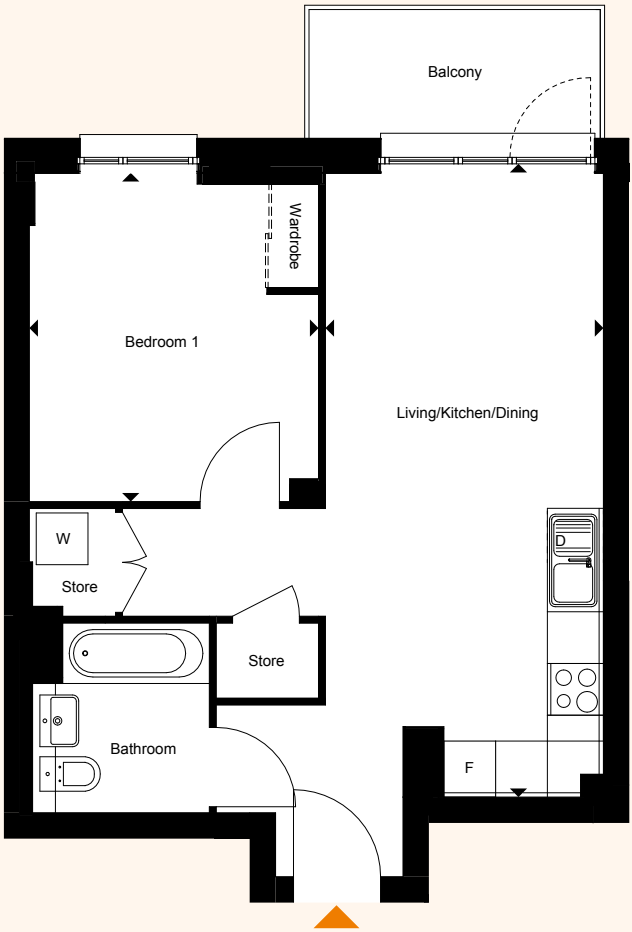 Balcony
Wardrobe
Bedroom 1
Living/Kitchen/Dining
W
D
Store
Store
Bathroom
F